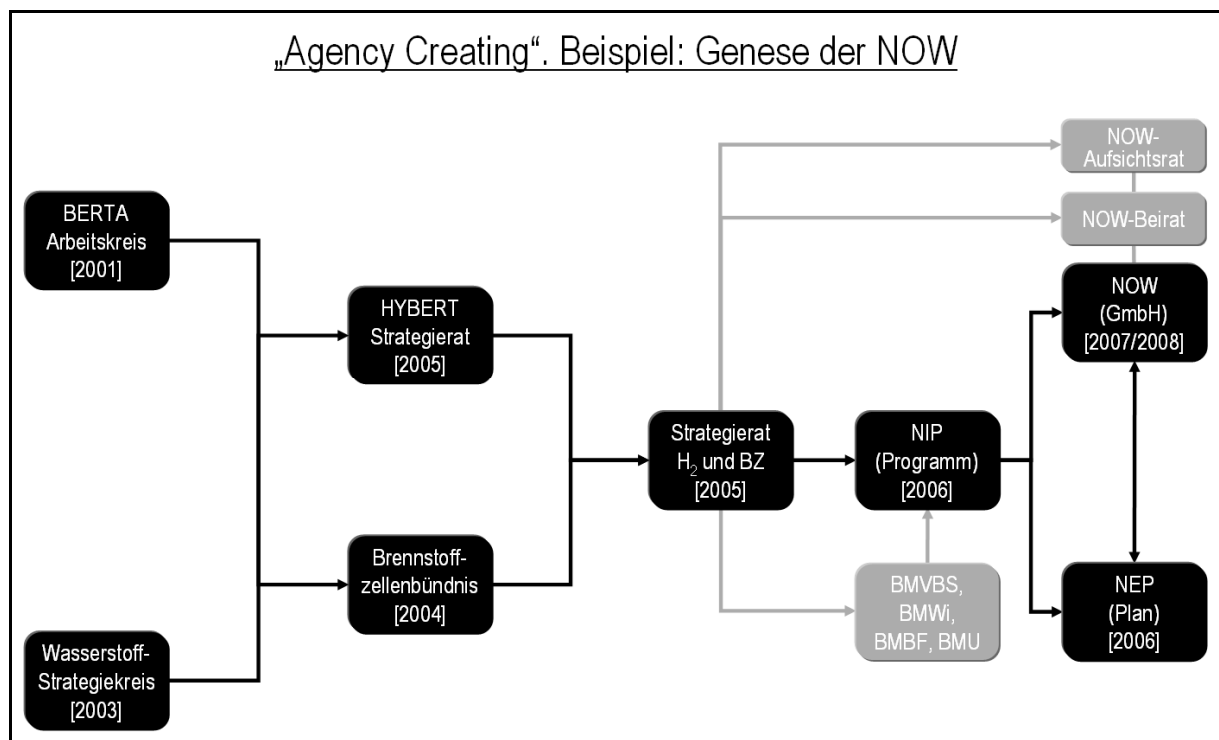 „Agency Creating“. Beispiel: Genese der NOW
BERTA
Arbeitskreis
[2001]
Wasserstoff-
Strategiekreis
[2003]
HYBERT
Strategierat
[2005]
Brennstoff-
zellenbündnis
[2004]
Strategierat
H₂ und BZ
[2005]
NIP
(Programm)
[2006]
BMVBS,
BMWi,
BMBF, BMU
NOW-
Aufsichtsrat
NOW-Beirat
NOW
(GmbH)
[2007/2008]
NEP
(Plan)
[2006]